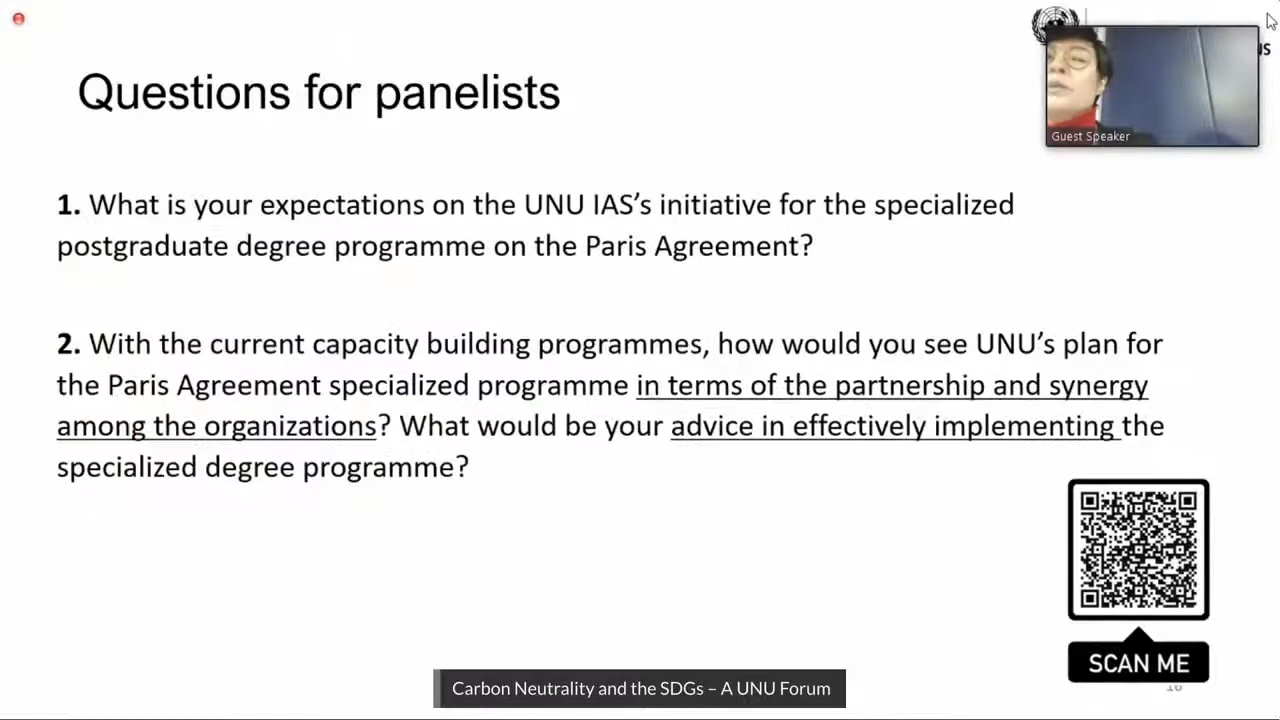 Questions for panelists
Guest Speaker
1. What is your expectations on the UNU IAS’s initiative for the specialized
postgraduate degree programme on the Paris Agreement?
2. With the current capacity building programmes, how would you see UNU’s plan for
the Paris Agreement specialized programme in terms of the partnership and synergy
among the organizations? What would be your advice in effectively implementing the
specialized degree programme?
SCAN ME
Carbon Neutrality and the SDGs – A UNU Forum